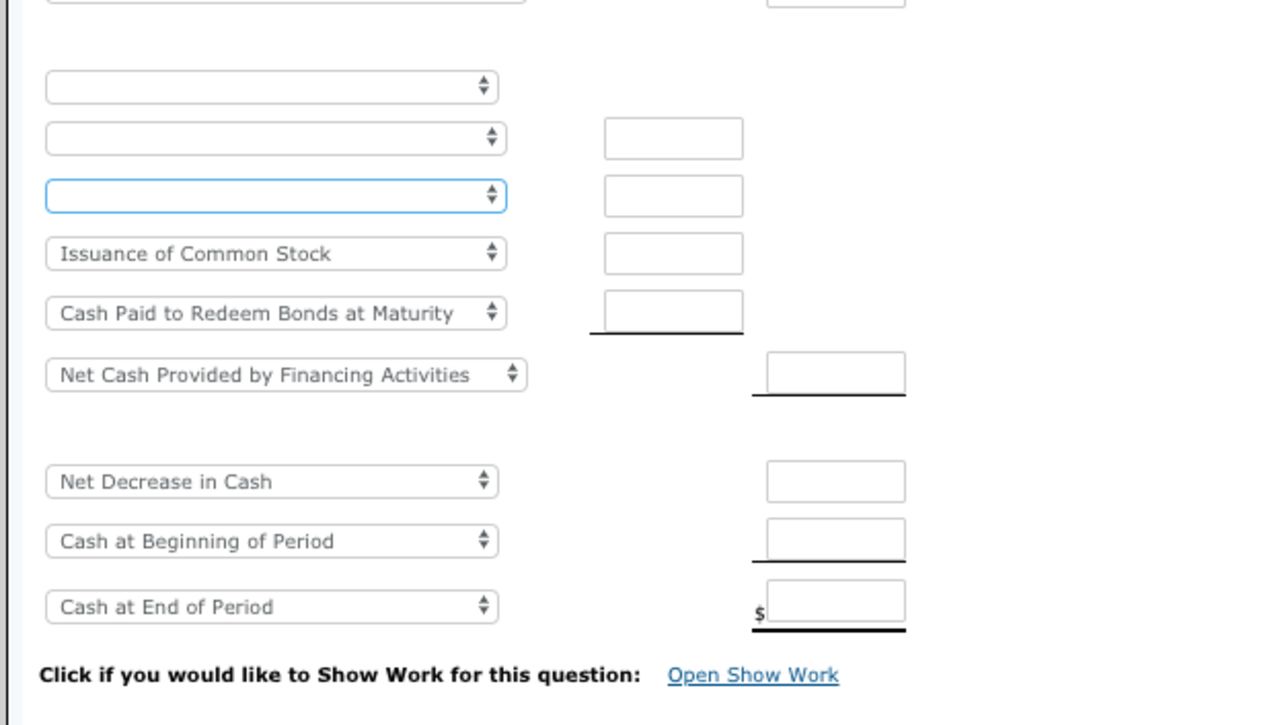 Issuance of Common Stock
Cash Paid to Redeem Bonds at Maturity
Net Cash Provided by Financing Activities
Net Decrease in Cash
Cash at Beginning of Period
Cash at End of Period
$
Click if you would like to Show Work for this question: Open Show Work